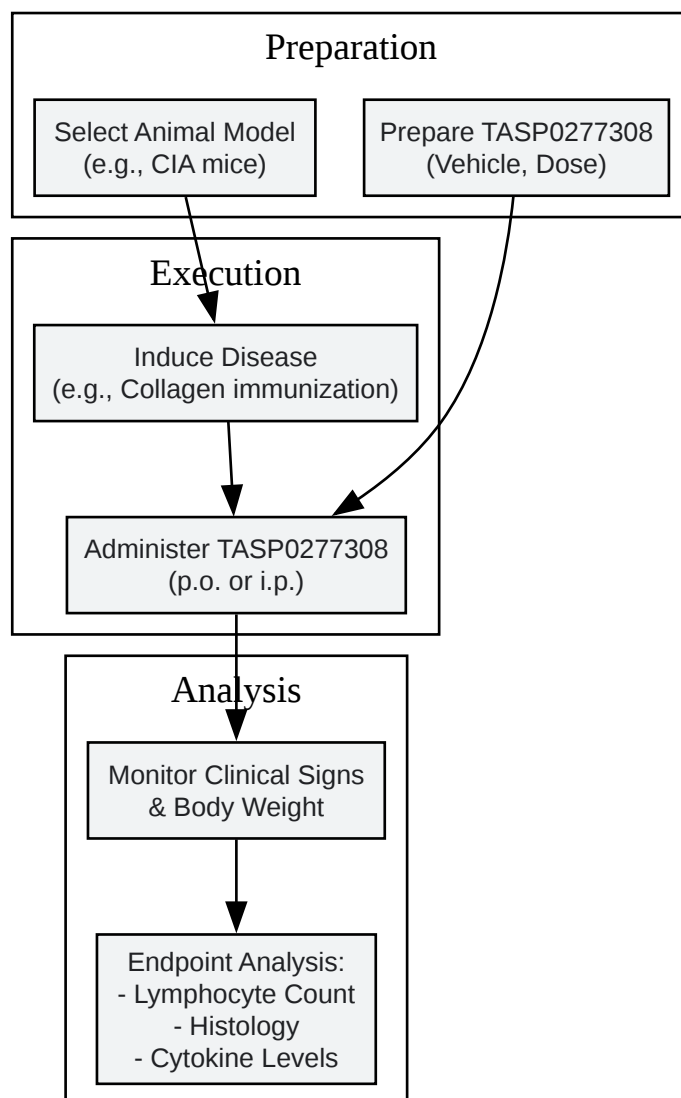 Preparation
Select Animal Model
(e.g., CIA mice)
Prepare TASP0277308
(Vehicle, Dose)
Execution
Induce Disease
(e.g., Collagen immunization)
Administer TASP0277308
(p.o. or i.p.)
Analysis
Monitor Clinical Signs
& Body Weight
Endpoint Analysis:
- Lymphocyte Count
- Histology
- Cytokine Levels